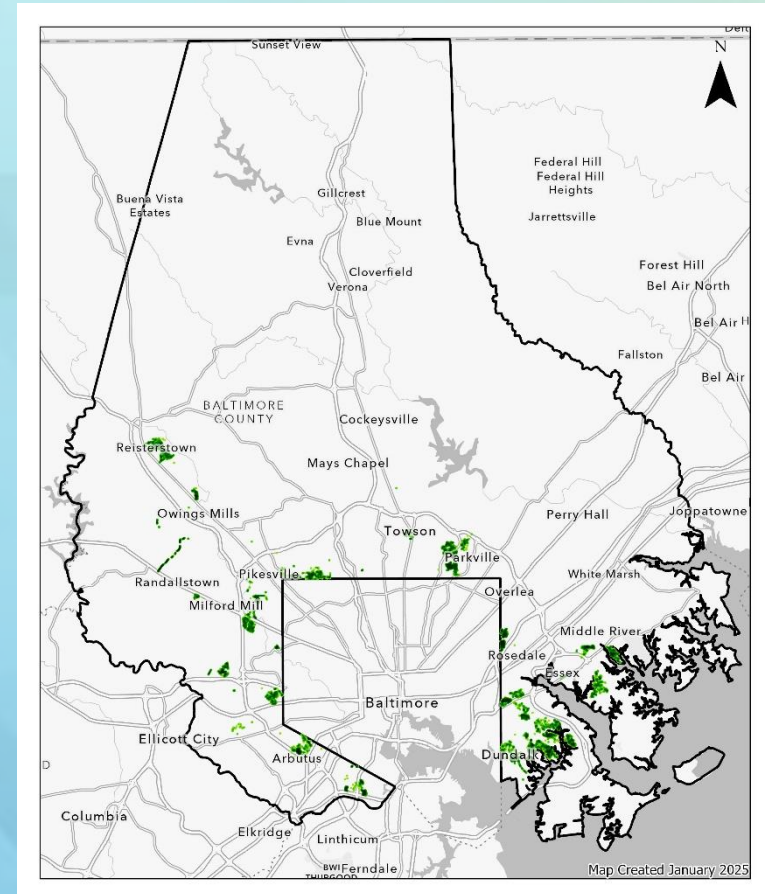 Sunset View
N
Federal Hill
Federal Hill
Heights
Jarrettsville
Buena Vista
Estates
Gillcrest
Blue Mount
Evna
Cloverfield
Verona
Forest Hill
Bel Air North
Bel Air H
Fallston
Bel Air
BALTIMORE
COUNTY
Cockeysville
Reisterstown
Mays Chapel
Owings Mills
Towson
Perry Hall
Joppatowne
Parkville
Pikesville
Randallstown
White Marsh
Milford Mill
Overlea
Middle River
Rosedale
Essex
Baltimore
Ellicott City
Dundalk
Arbutus
D
Columbia
Elkridge
Linthicum
BWI
THURGOOD
Ferndale
Map Created January 2025